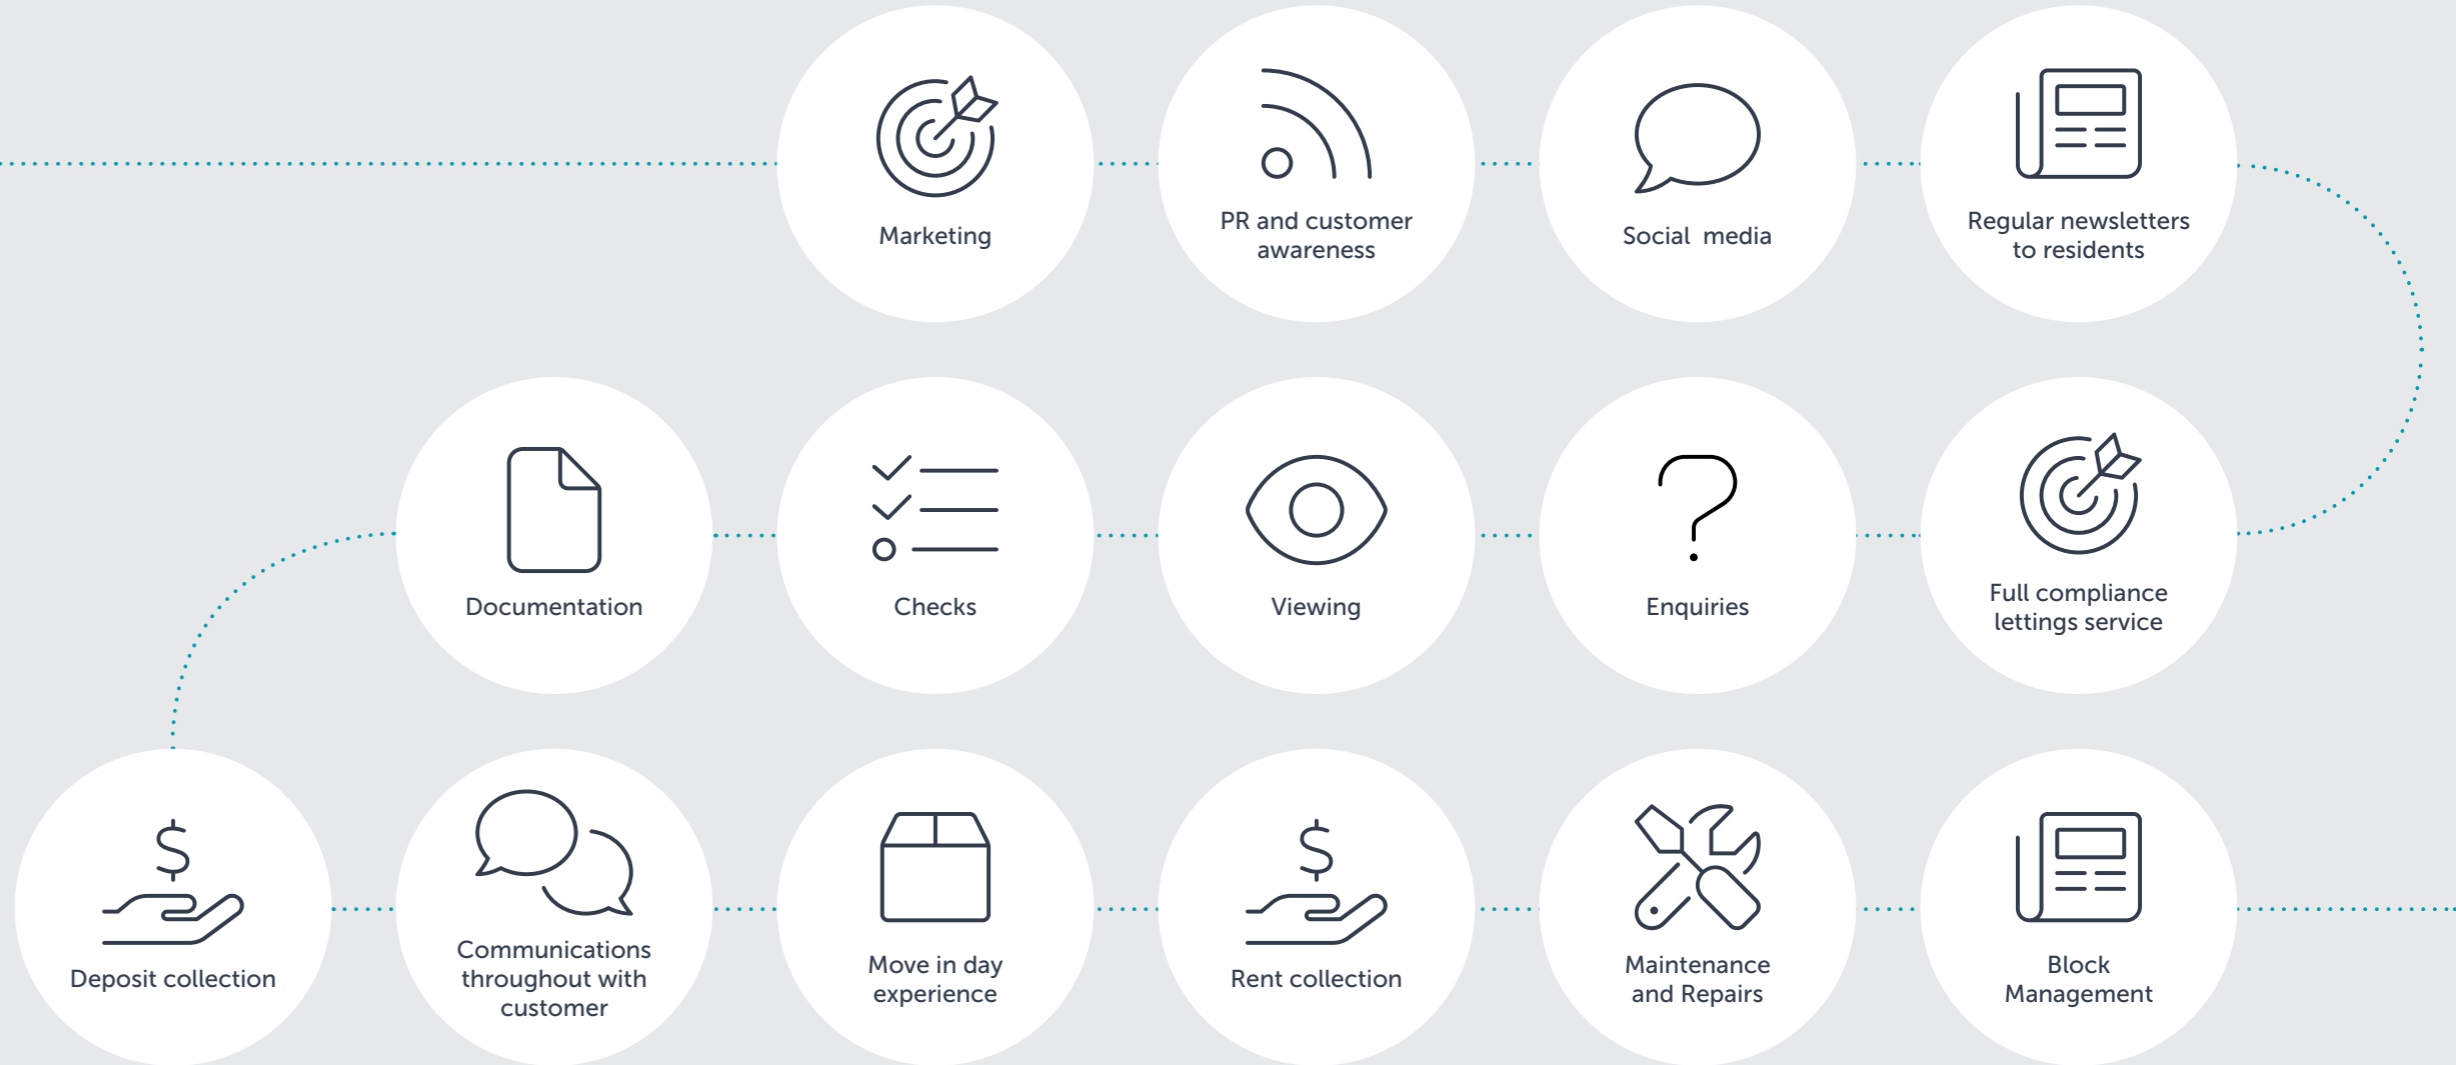 Marketing
PR and customer
awareness
Social  media
Regular newsletters
to residents
Documentation
Checks
Viewing
Enquiries
Full compliance
lettings service
Deposit collection
Communications
throughout with
customer
Move in day
experience
Rent collection
Maintenance
and Repairs
Block
Management